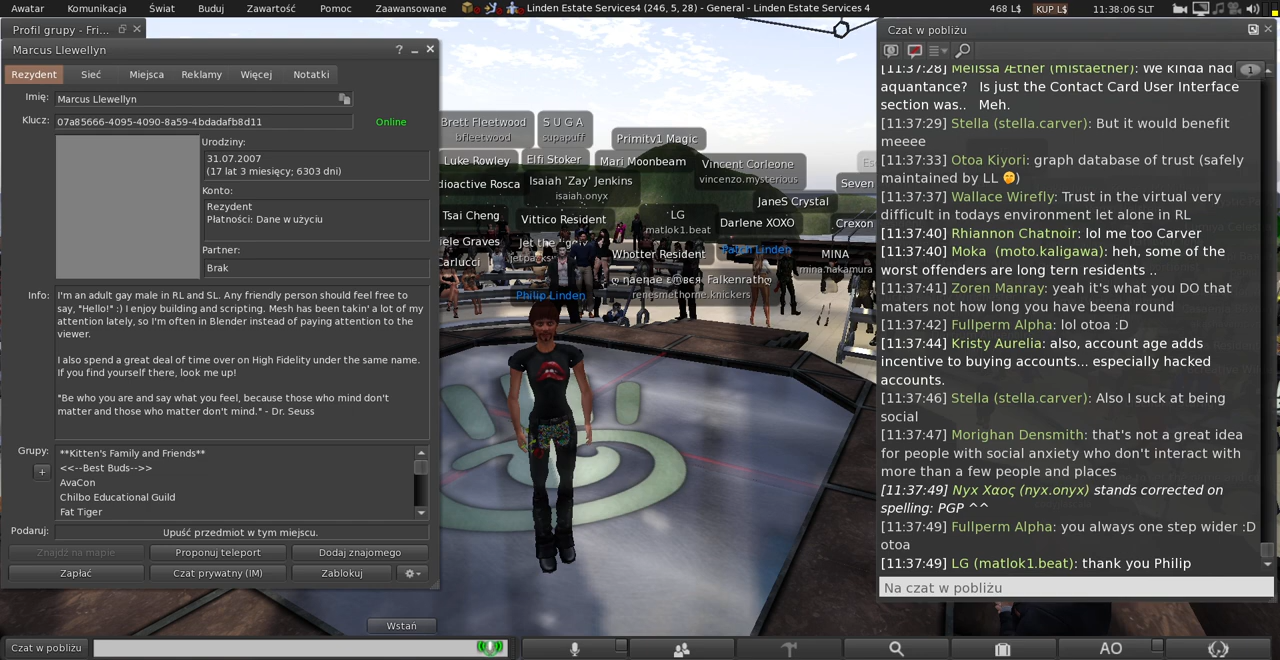 Awatar Komunikacja Świat Buduj Zawartość Pomoc Zaawansowane Linden Estate Services4 (246, 5, 28) - General - Linden Estate Services 4 468 L$ KUP L$ 11:38:06 SLT
Profil grupy - Fri...
Marcus Llewellyn
Rezydent Sieć Miejsca Reklamy Więcej Notatki
Imię: Marcus Llewellyn
Klucz: 07a85666-4095-4090-8a59-4bdadafb8d11 Online
Urodziny:
31.07.2007
(17 lat 3 miesięcy; 6303 dni)
Konto:
Rezydent
Płatności: Dane w użyciu
Partner:
Brak
Info: I'm an adult gay male in RL and SL. Any friendly person should feel free to
say, "Hello!" :) I enjoy building and scripting. Mesh has been takin' a lot of my
attention lately, so I'm often in Blender instead of paying attention to the
viewer.
I also spend a great deal of time over on High Fidelity under the same name.
If you find yourself there, look me up!
"Be who you are and say what you feel, because those who mind don't
matter and those who matter don't mind." - Dr. Seuss
Grupy: **Kitten's Family and Friends**
<<--Best Buds-->>
AvaCon
Chilbo Educational Guild
Fat Tiger
Podaruj: Upuść przedmiot w tym miejscu.
Znajdź na mapie Proponuj teleport Dodaj znajomego
Zapłać Czat prywatny (IM) Zablokuj
Brett Fleetwood
bfleetwood
S U G A
supapuff
Primitv1 Magic
Luke Rowley
Elfi Stoker
Mari Moonbeam
Vincent Corleone
vincenzo.mysterious
dioactive Rosca
Isaiah 'Zay' Jenkins
isaiah.onyx
Seven
JaneS Crystal
Tsai Cheng
Vittico Resident
LG
matlok1.beat
Darlene XOXO
Crexon
iele Graves
Carlucci
Whotter Resident
MINA
mina.nakamura
renesmethorne.knickers
Philip Linden
Czat w pobliżu
1
[11:37:28] Melissa Æther (mistaether): We kinda had
aquantance? Is just the Contact Card User Interface
section was.. Meh.
[11:37:29] Stella (stella.carver): But it would benefit
meeee
[11:37:33] Otoa Kiyori: graph database of trust (safely
maintained by LL 🤭)
[11:37:37] Wallace Wirefly: Trust in the virtual very
difficult in todays environment let alone in RL
[11:37:40] Rhiannon Chatnoir: lol me too Carver
[11:37:40] Moka (moto.kaligawa): heh, some of the
worst offenders are long tern residents ..
[11:37:41] Zoren Manray: yeah it's what you DO that
maters not how long you have beena round
[11:37:42] Fullperm Alpha: lol otoa :D
[11:37:44] Kristy Aurelia: also, account age adds
incentive to buying accounts... especially hacked
accounts.
[11:37:46] Stella (stella.carver): Also I suck at being
social
[11:37:47] Morighan Densmith: that's not a great idea
for people with social anxiety who don't interact with
more than a few people and places
[11:37:49] Nyx Χαος (nyx.onyx) stands corrected on
spelling: PGP ^^
[11:37:49] Fullperm Alpha: you always one step wider :D
otoa
[11:37:49] LG (matlok1.beat): thank you Philip
Na czat w pobliżu
Wstań
Czat w pobliżu
AO